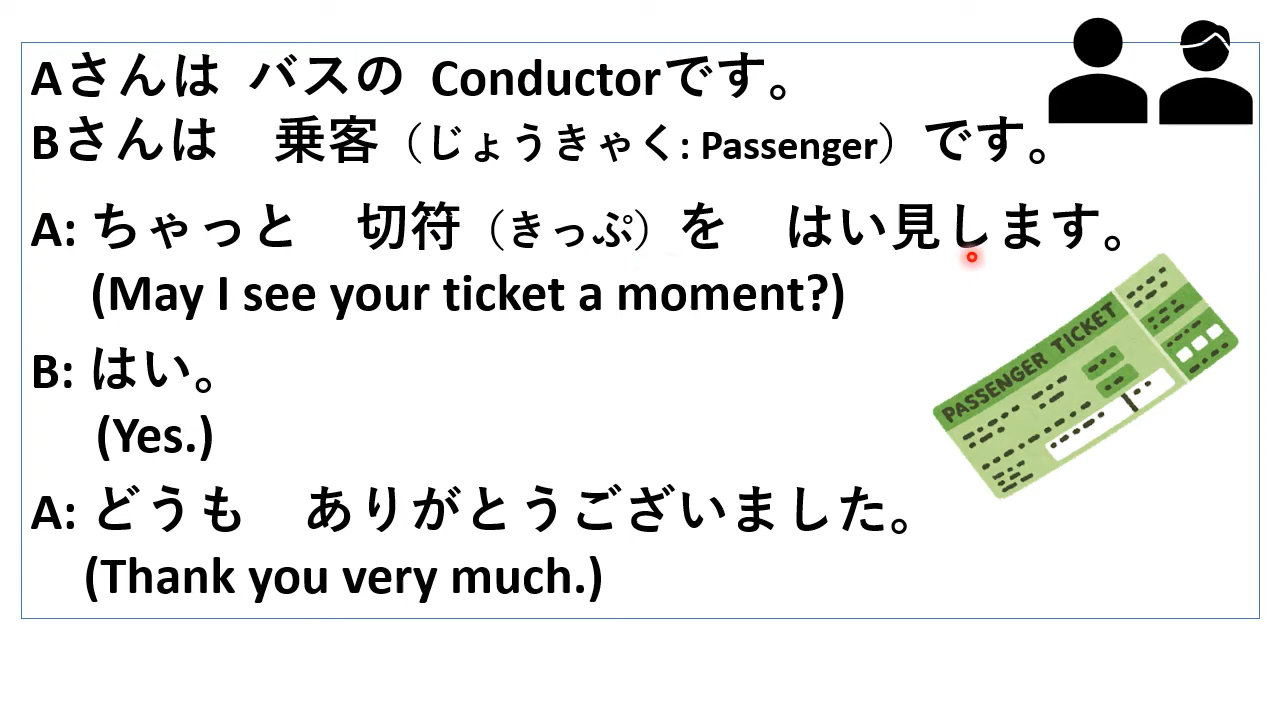 Aさんは バスの Conductorです。
Bさんは 乗客（じょうきゃく: Passenger）です。
A: ちゃっと 切符（きっぷ）を はい見します。
(May I see your ticket a moment?)
B: はい。
(Yes.)
A: どうも ありがとうございました。
(Thank you very much.)
PASSENGER TICKET